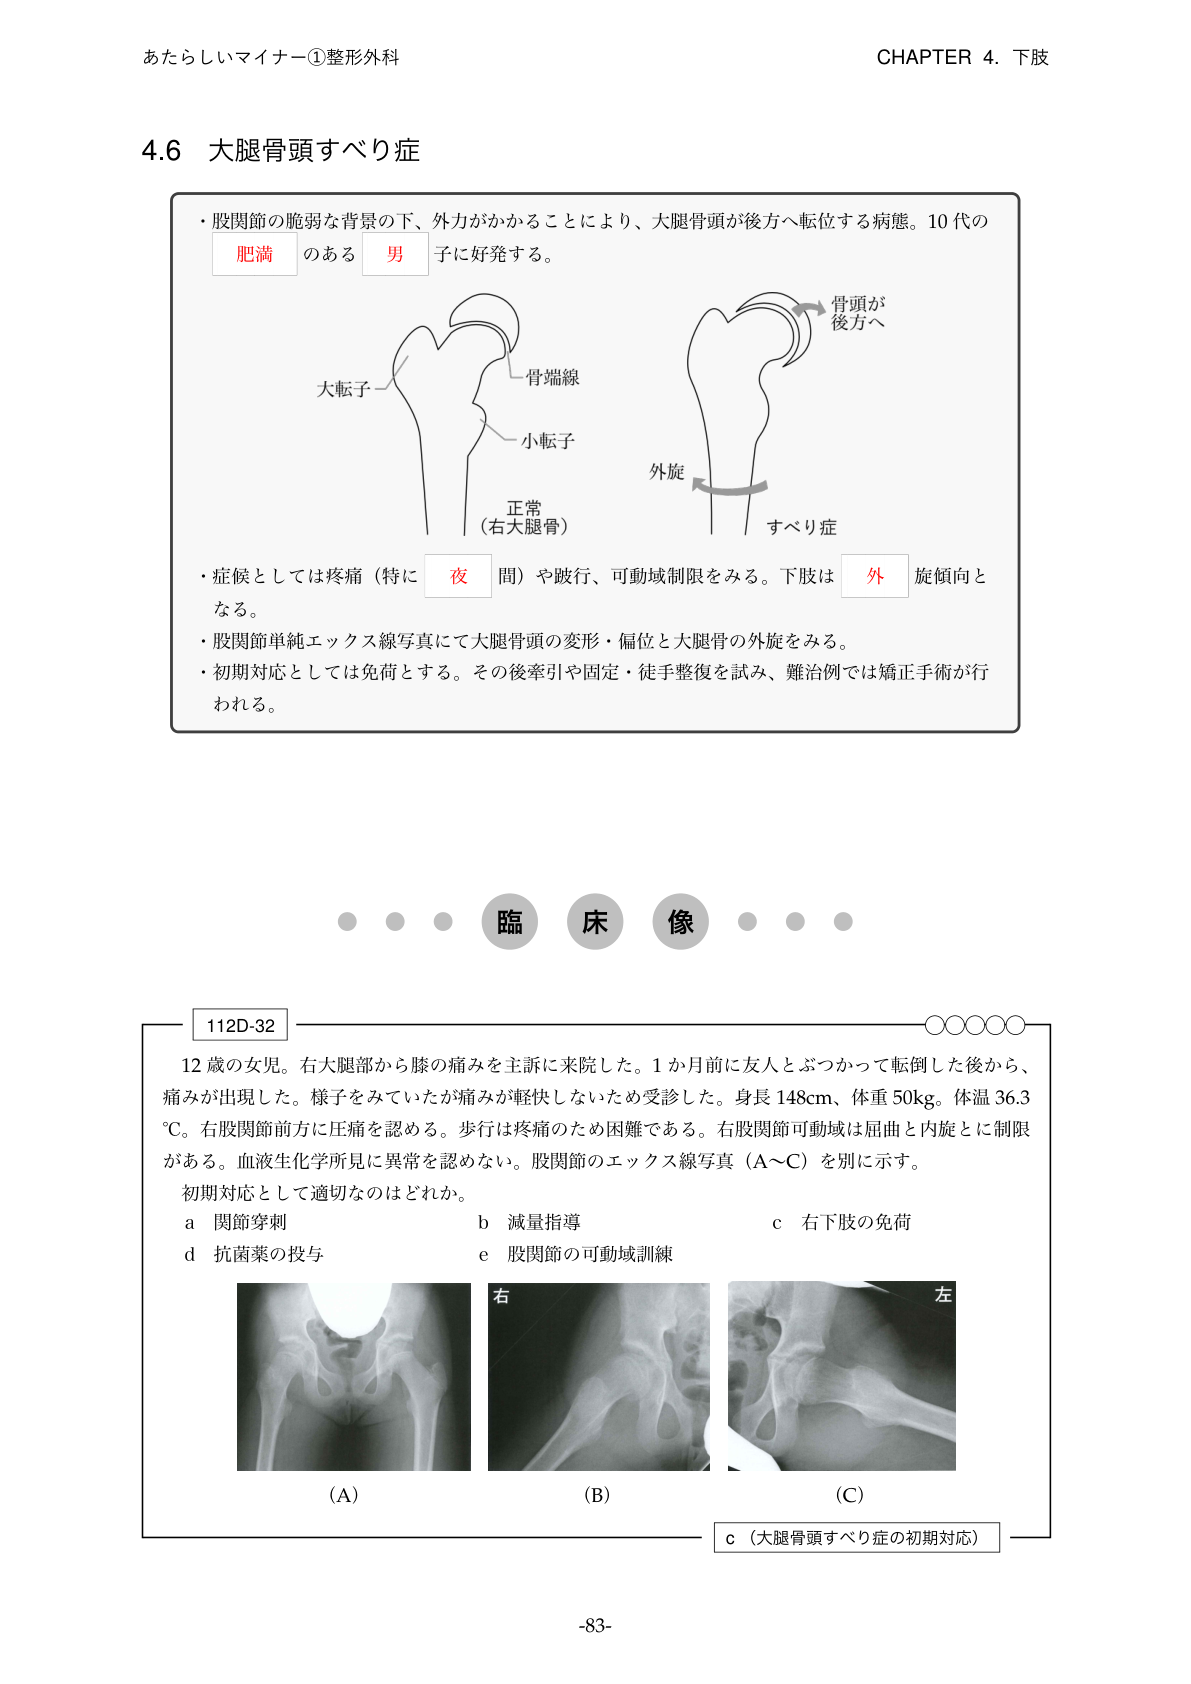 あたらしいマイナー①整形外科
CHAPTER 4. 下肢
4.6 大腿骨頭すべり症
・股関節の脆弱な背景の下、外力がかかることにより、大腿骨頭が後方へ転位する病態。10 代の
肥満 のある 男 子に好発する。
骨頭が
後方へ
大転子
骨端線
小転子
外旋
正常
（右大腿骨）
すべり症
・症候としては疼痛（特に 夜 間）や跛行、可動域制限をみる。下肢は 外 旋傾向と
なる。
・股関節単純エックス線写真にて大腿骨頭の変形・偏位と大腿骨の外旋をみる。
・初期対応としては免荷とする。その後牽引や固定・徒手整復を試み、難治例では矯正手術が行
われる。
臨 床 像
112D-32
12 歳の女児。右大腿部から膝の痛みを主訴に来院した。1 か月前に友人とぶつかって転倒した後から、
痛みが出現した。様子をみていたが痛みが軽快しないため受診した。身長 148cm、体重 50kg。体温 36.3
℃。右股関節前方に圧痛を認める。歩行は疼痛のため困難である。右股関節可動域は屈曲と内旋とに制限
がある。血液生化学所見に異常を認めない。股関節のエックス線写真（A〜C）を別に示す。
初期対応として適切なのはどれか。
a 関節穿刺 b 減量指導 c 右下肢の免荷
d 抗菌薬の投与 e 股関節の可動域訓練
右
左
（A） （B） （C）
c （大腿骨頭すべり症の初期対応）
-83-